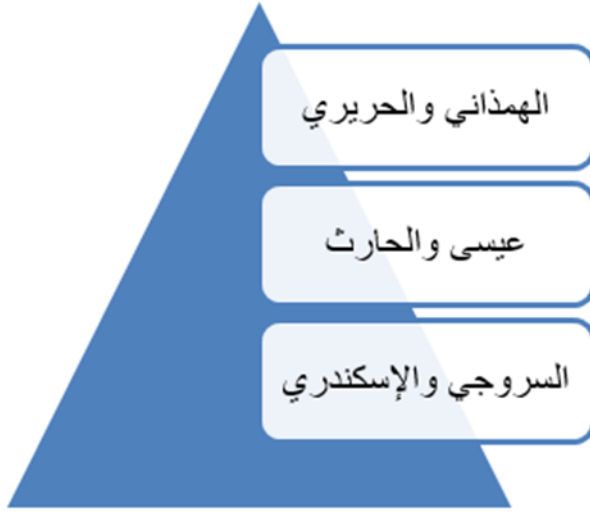 الهمذاني والحريري
عيسى والحارث
السروجي والإسكندري